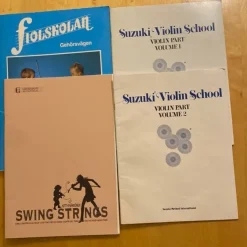 FIOLSKOLAN
Gehörsvägen
Suzuki Violin School
VIOLIN PART
VOLUME 1
Suzuki Violin School
VIOLIN PART
VOLUME 2
SWING STRINGS